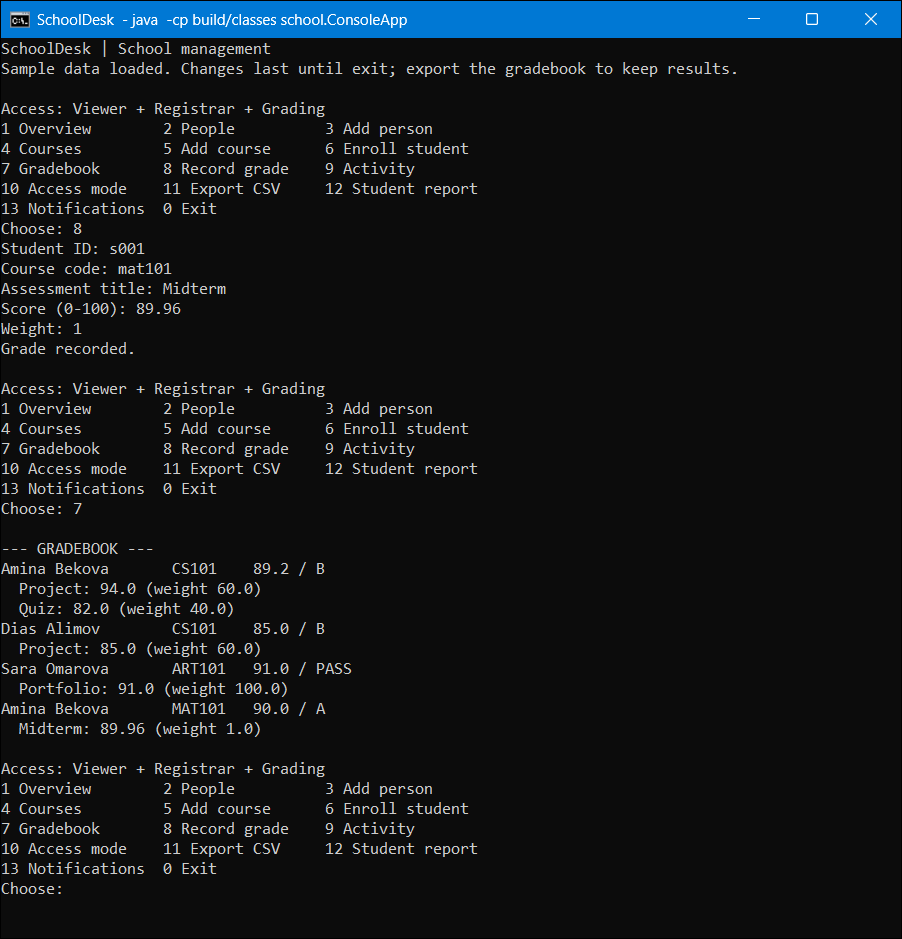 SchoolDesk - java -cp build/classes school.ConsoleApp
SchoolDesk | School management
Sample data loaded. Changes last until exit; export the gradebook to keep results.
Access: Viewer + Registrar + Grading
1 Overview 2 People 3 Add person
4 Courses 5 Add course 6 Enroll student
7 Gradebook 8 Record grade 9 Activity
10 Access mode 11 Export CSV 12 Student report
13 Notifications 0 Exit
Choose: 8
Student ID: s001
Course code: mat101
Assessment title: Midterm
Score (0-100): 89.96
Weight: 1
Grade recorded.
Access: Viewer + Registrar + Grading
1 Overview 2 People 3 Add person
4 Courses 5 Add course 6 Enroll student
7 Gradebook 8 Record grade 9 Activity
10 Access mode 11 Export CSV 12 Student report
13 Notifications 0 Exit
Choose: 7
--- GRADEBOOK ---
Amina Bekova CS101 89.2 / B
Project: 94.0 (weight 60.0)
Quiz: 82.0 (weight 40.0)
Dias Alimov CS101 85.0 / B
Project: 85.0 (weight 60.0)
Sara Omarova ART101 91.0 / PASS
Portfolio: 91.0 (weight 100.0)
Amina Bekova MAT101 90.0 / A
Midterm: 89.96 (weight 1.0)
Access: Viewer + Registrar + Grading
1 Overview 2 People 3 Add person
4 Courses 5 Add course 6 Enroll student
7 Gradebook 8 Record grade 9 Activity
10 Access mode 11 Export CSV 12 Student report
13 Notifications 0 Exit
Choose: